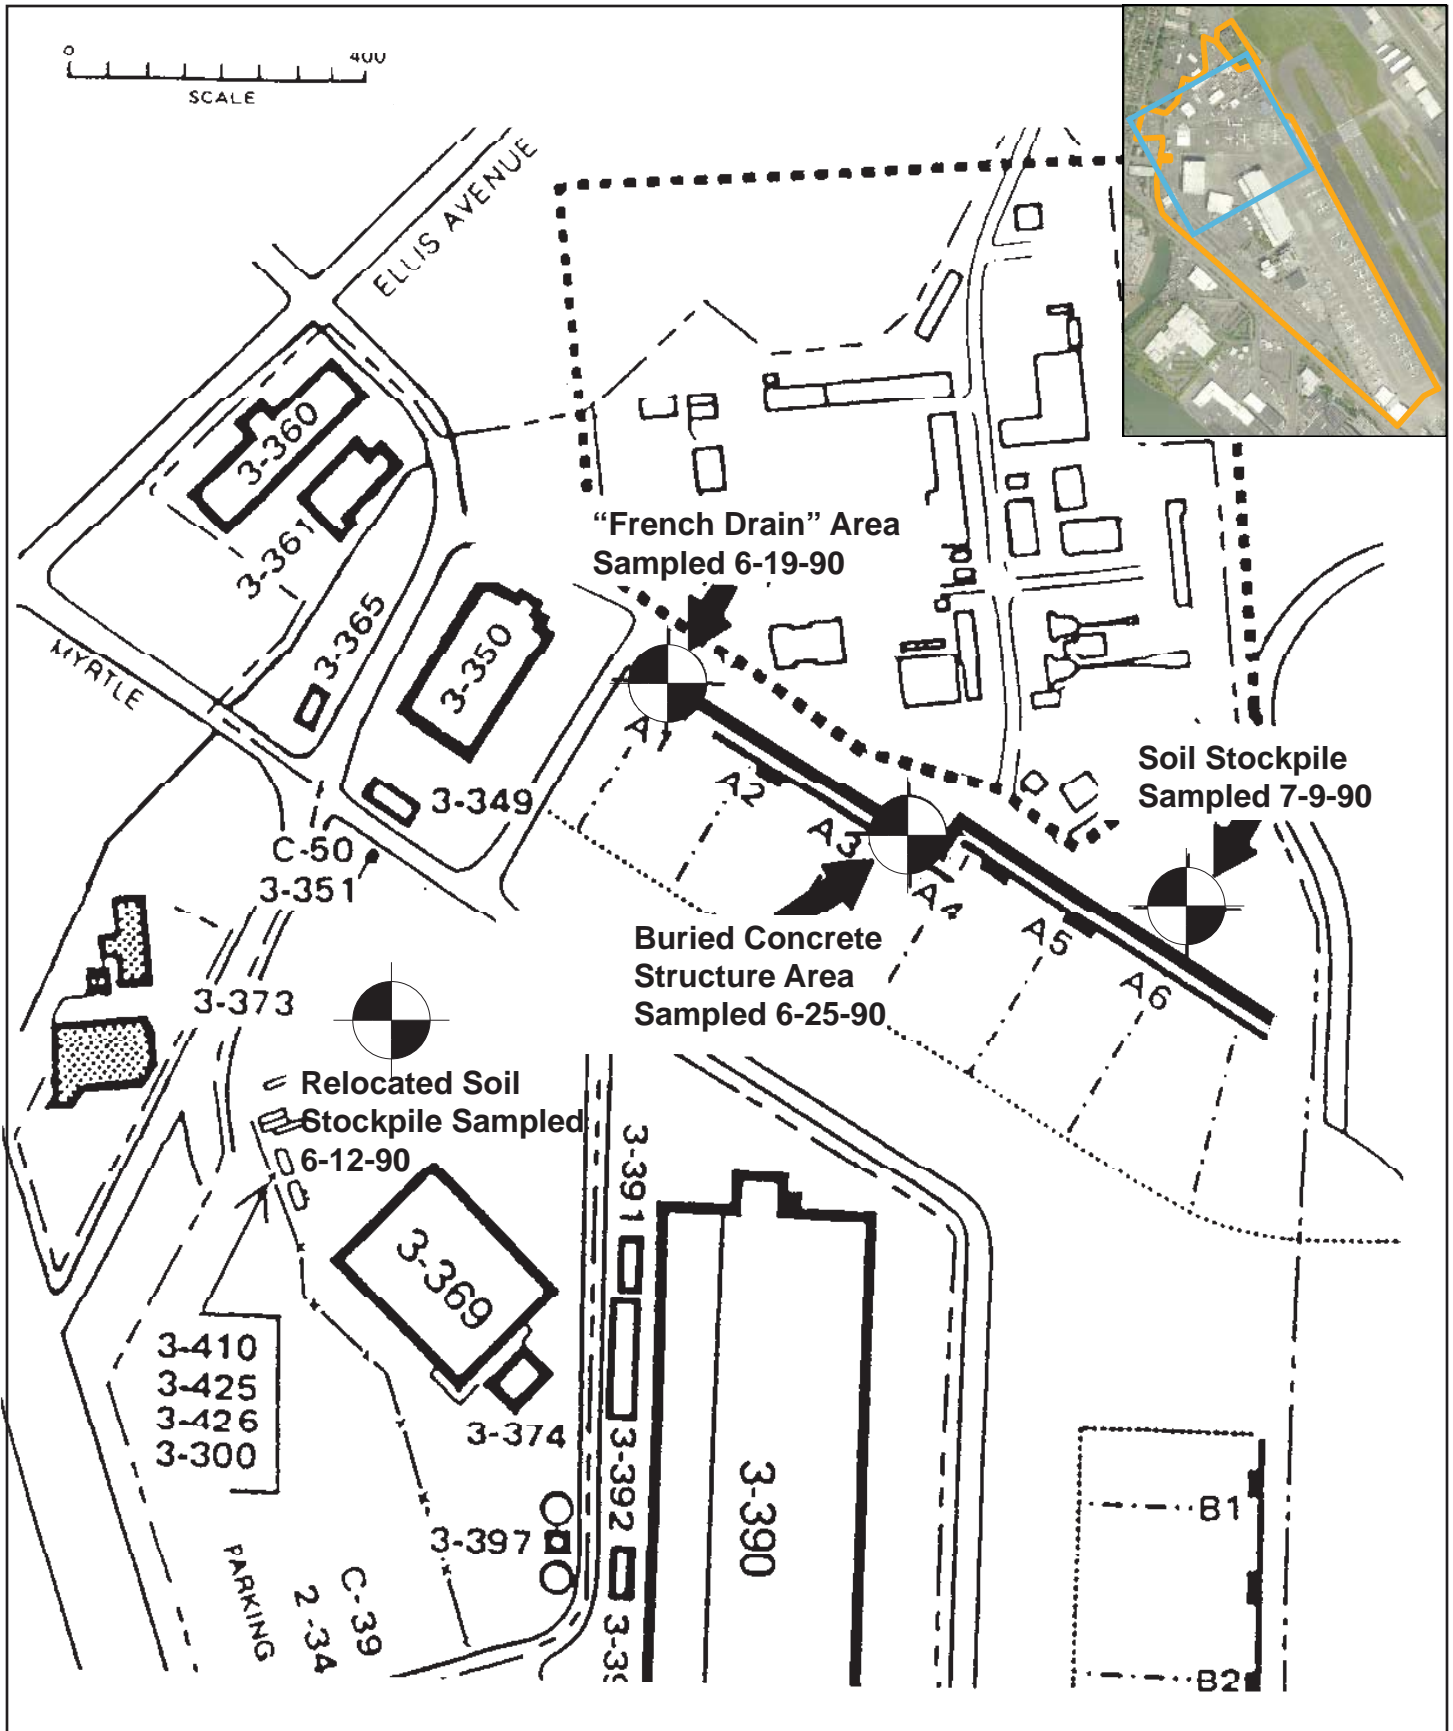 0 400
SCALE
ELLIS AVENUE
3-360
3-361
3-365
MYRTLE
3-350
3-349
“French Drain” Area
Sampled 6-19-90
A1
A2
A3
A4
A5
A6
Soil Stockpile
Sampled 7-9-90
C-50
3-351
3-373
Buried Concrete
Structure Area
Sampled 6-25-90
Relocated Soil
Stockpile Sampled
6-12-90
3-391
3-369
3-410
3-425
3-426
3-300
3-374
3-392
3-390
3-397
PARKING
C-39
2-34
B1
B2